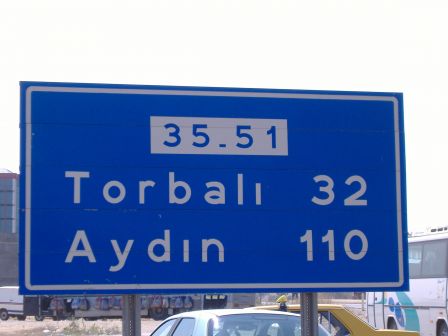 35-51
Torbalı 32
Aydın 110